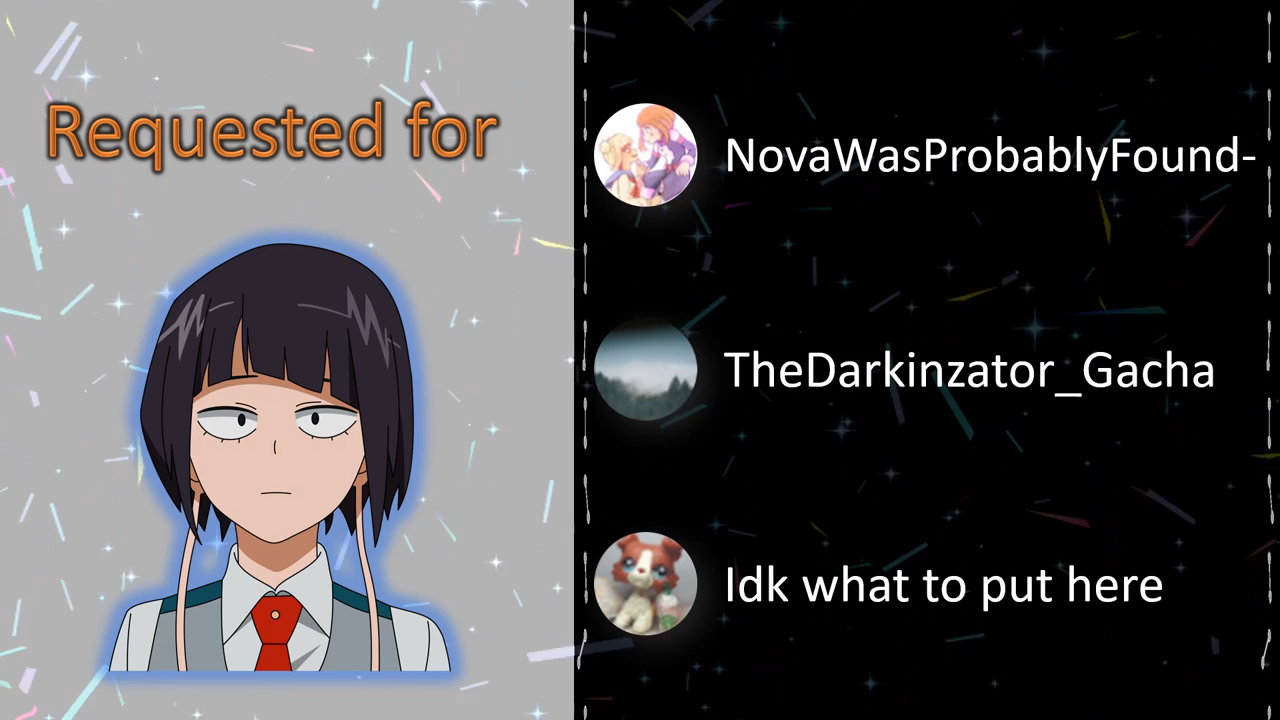 Requested for
NovaWasProbablyFound-
TheDarkinzator_Gacha
Idk what to put here